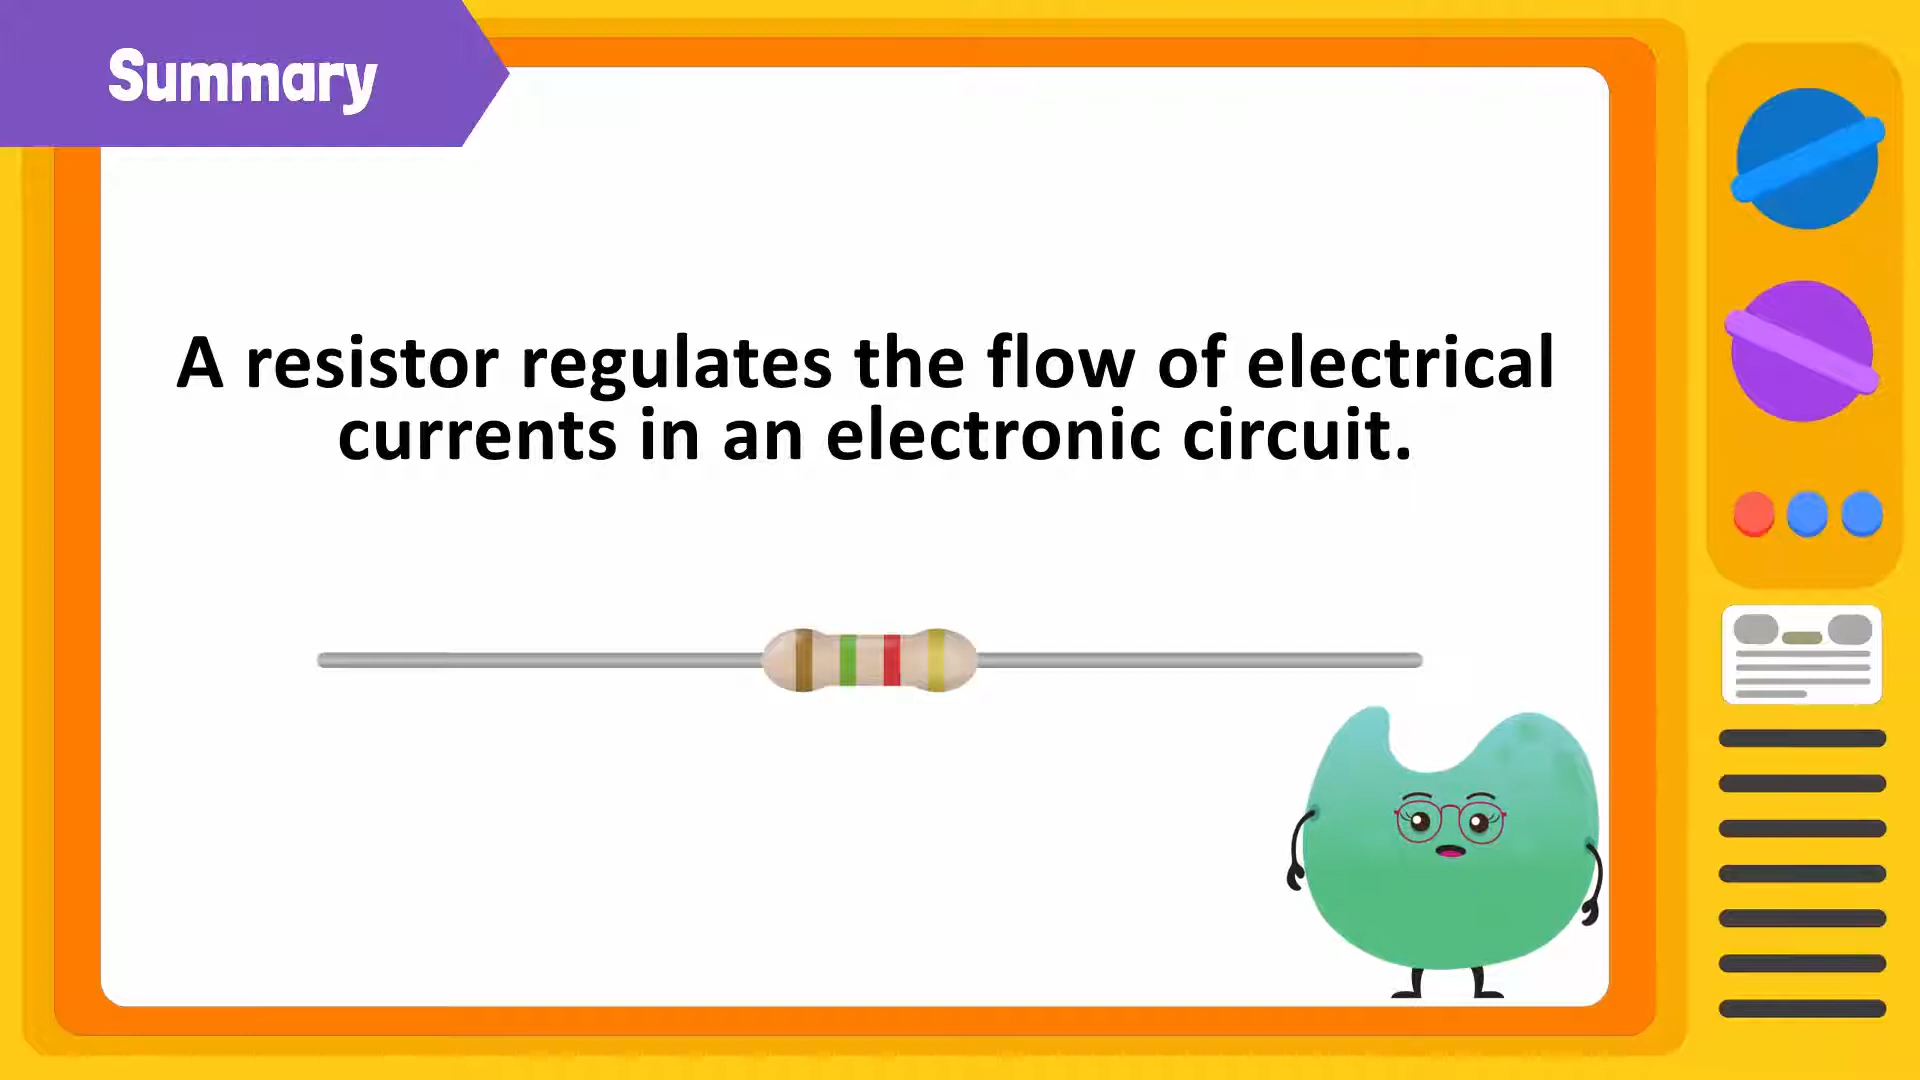 Summary
A resistor regulates the flow of electrical
currents in an electronic circuit.